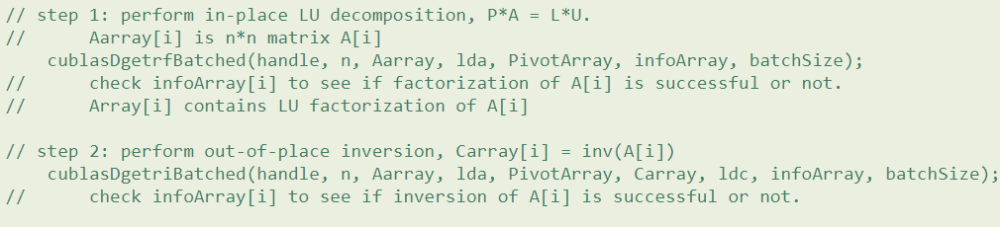 // step 1: perform in-place LU decomposition, P*A = L*U.
//      Aarray[i] is n*n matrix A[i]
    cublasDgetrfBatched(handle, n, Aarray, lda, PivotArray, infoArray, batchSize);
//      check infoArray[i] to see if factorization of A[i] is successful or not.
//      Array[i] contains LU factorization of A[i]

// step 2: perform out-of-place inversion, Carray[i] = inv(A[i])
    cublasDgetriBatched(handle, n, Aarray, lda, PivotArray, Carray, ldc, infoArray, batchSize);
//      check infoArray[i] to see if inversion of A[i] is successful or not.